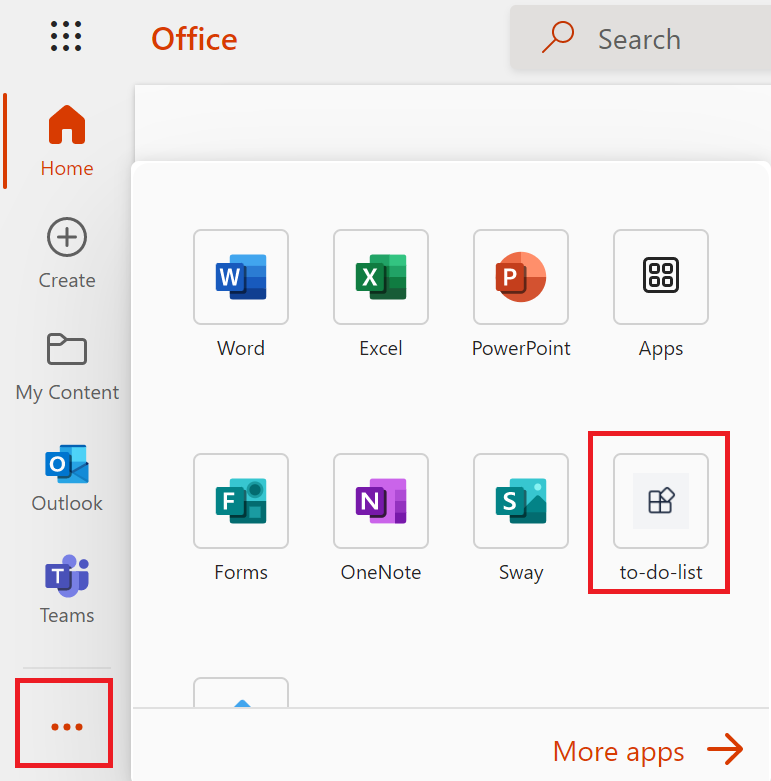 Office
Search
Home
Create
My Content
Outlook
Teams
W
Word
X
Excel
P
PowerPoint
Apps
F
Forms
N
OneNote
S
Sway
to-do-list
O
T
More apps